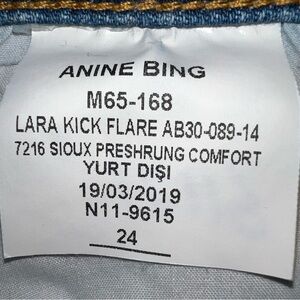 ANINE BING
M65-168
LARA KICK FLARE AB30-089-14
7216 SIOUX PRESHRUNG COMFORT
YURT DIŞI
19/03/2019
N11-9615
24